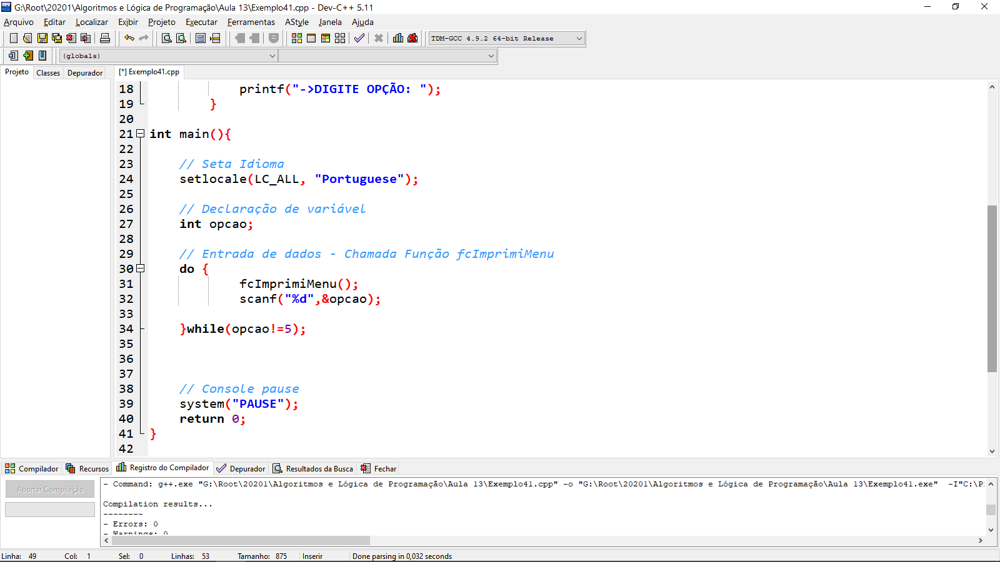 G:\Root\20201\Algoritmos e Lógica de Programação\Aula 13\Exemplo41.cpp - Dev-C++ 5.11
Arquivo Editar Localizar Exibir Projeto Executar Ferramentas AStyle Janela Ajuda
TDM-GCC 4.9.2 64-bit Release
(globals)
Projeto Classes Depurador [*] Exemplo41.cpp
18 printf("->DIGITE OPÇÃO: ");
19 }
20
21 int main(){
22
23 // Seta Idioma
24 setlocale(LC_ALL, "Portuguese");
25
26 // Declaração de variável
27 int opcao;
28
29 // Entrada de dados - Chamada Função fcImprimiMenu
30 do {
31 fcImprimiMenu();
32 scanf("%d",&opcao);
33
34 }while(opcao!=5);
35
36
37
38 // Console pause
39 system("PAUSE");
40 return 0;
41 }
42
Compilador Recursos Registro do Compilador Depurador Resultados da Busca Fechar
Abortar Compilação
- Command: g++.exe "G:\Root\20201\Algoritmos e Lógica de Programação\Aula 13\Exemplo41.cpp" -o "G:\Root\20201\Algoritmos e Lógica de Programação\Aula 13\Exemplo41.exe" -I"C:\P
Compilation results...
--------
- Errors: 0
- Warnings: 0
Linha: 49 Col: 1 Sel: 0 Linhas: 53 Tamanho: 875 Inserir Done parsing in 0,032 seconds